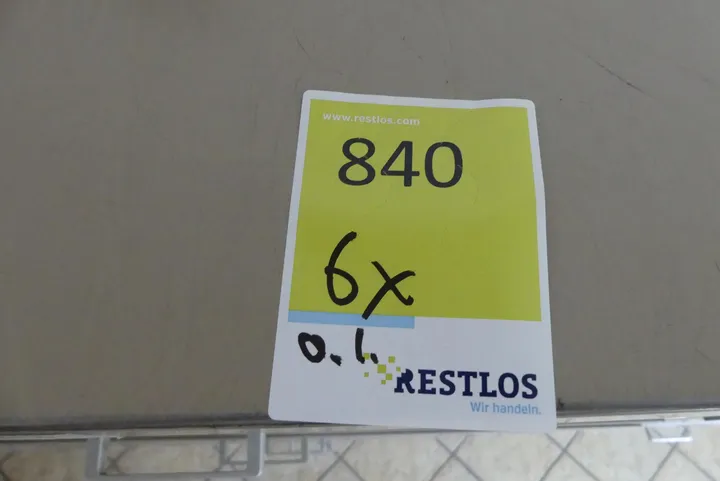 www.restlos.com
840
6x
o.l.
RESTLOS
Wir handeln.